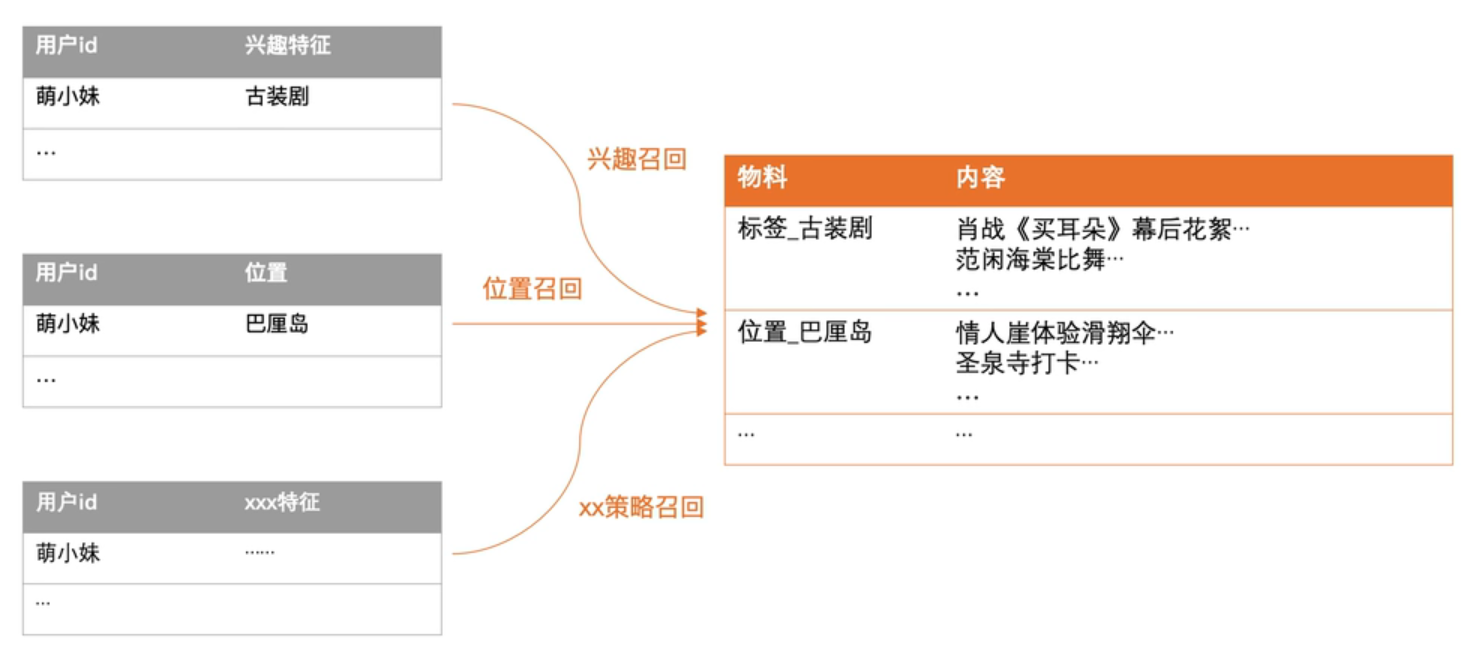 用户id 兴趣特征
萌小妹 古装剧
...
兴趣召回
用户id 位置
萌小妹 巴厘岛
...
位置召回
用户id xxx特征
萌小妹 ……
...
xx策略召回
物料 内容
标签_古装剧 肖战《买耳朵》幕后花絮…
范闲海棠比舞…
...
位置_巴厘岛 情人崖体验滑翔伞…
圣泉寺打卡…
...
... ...